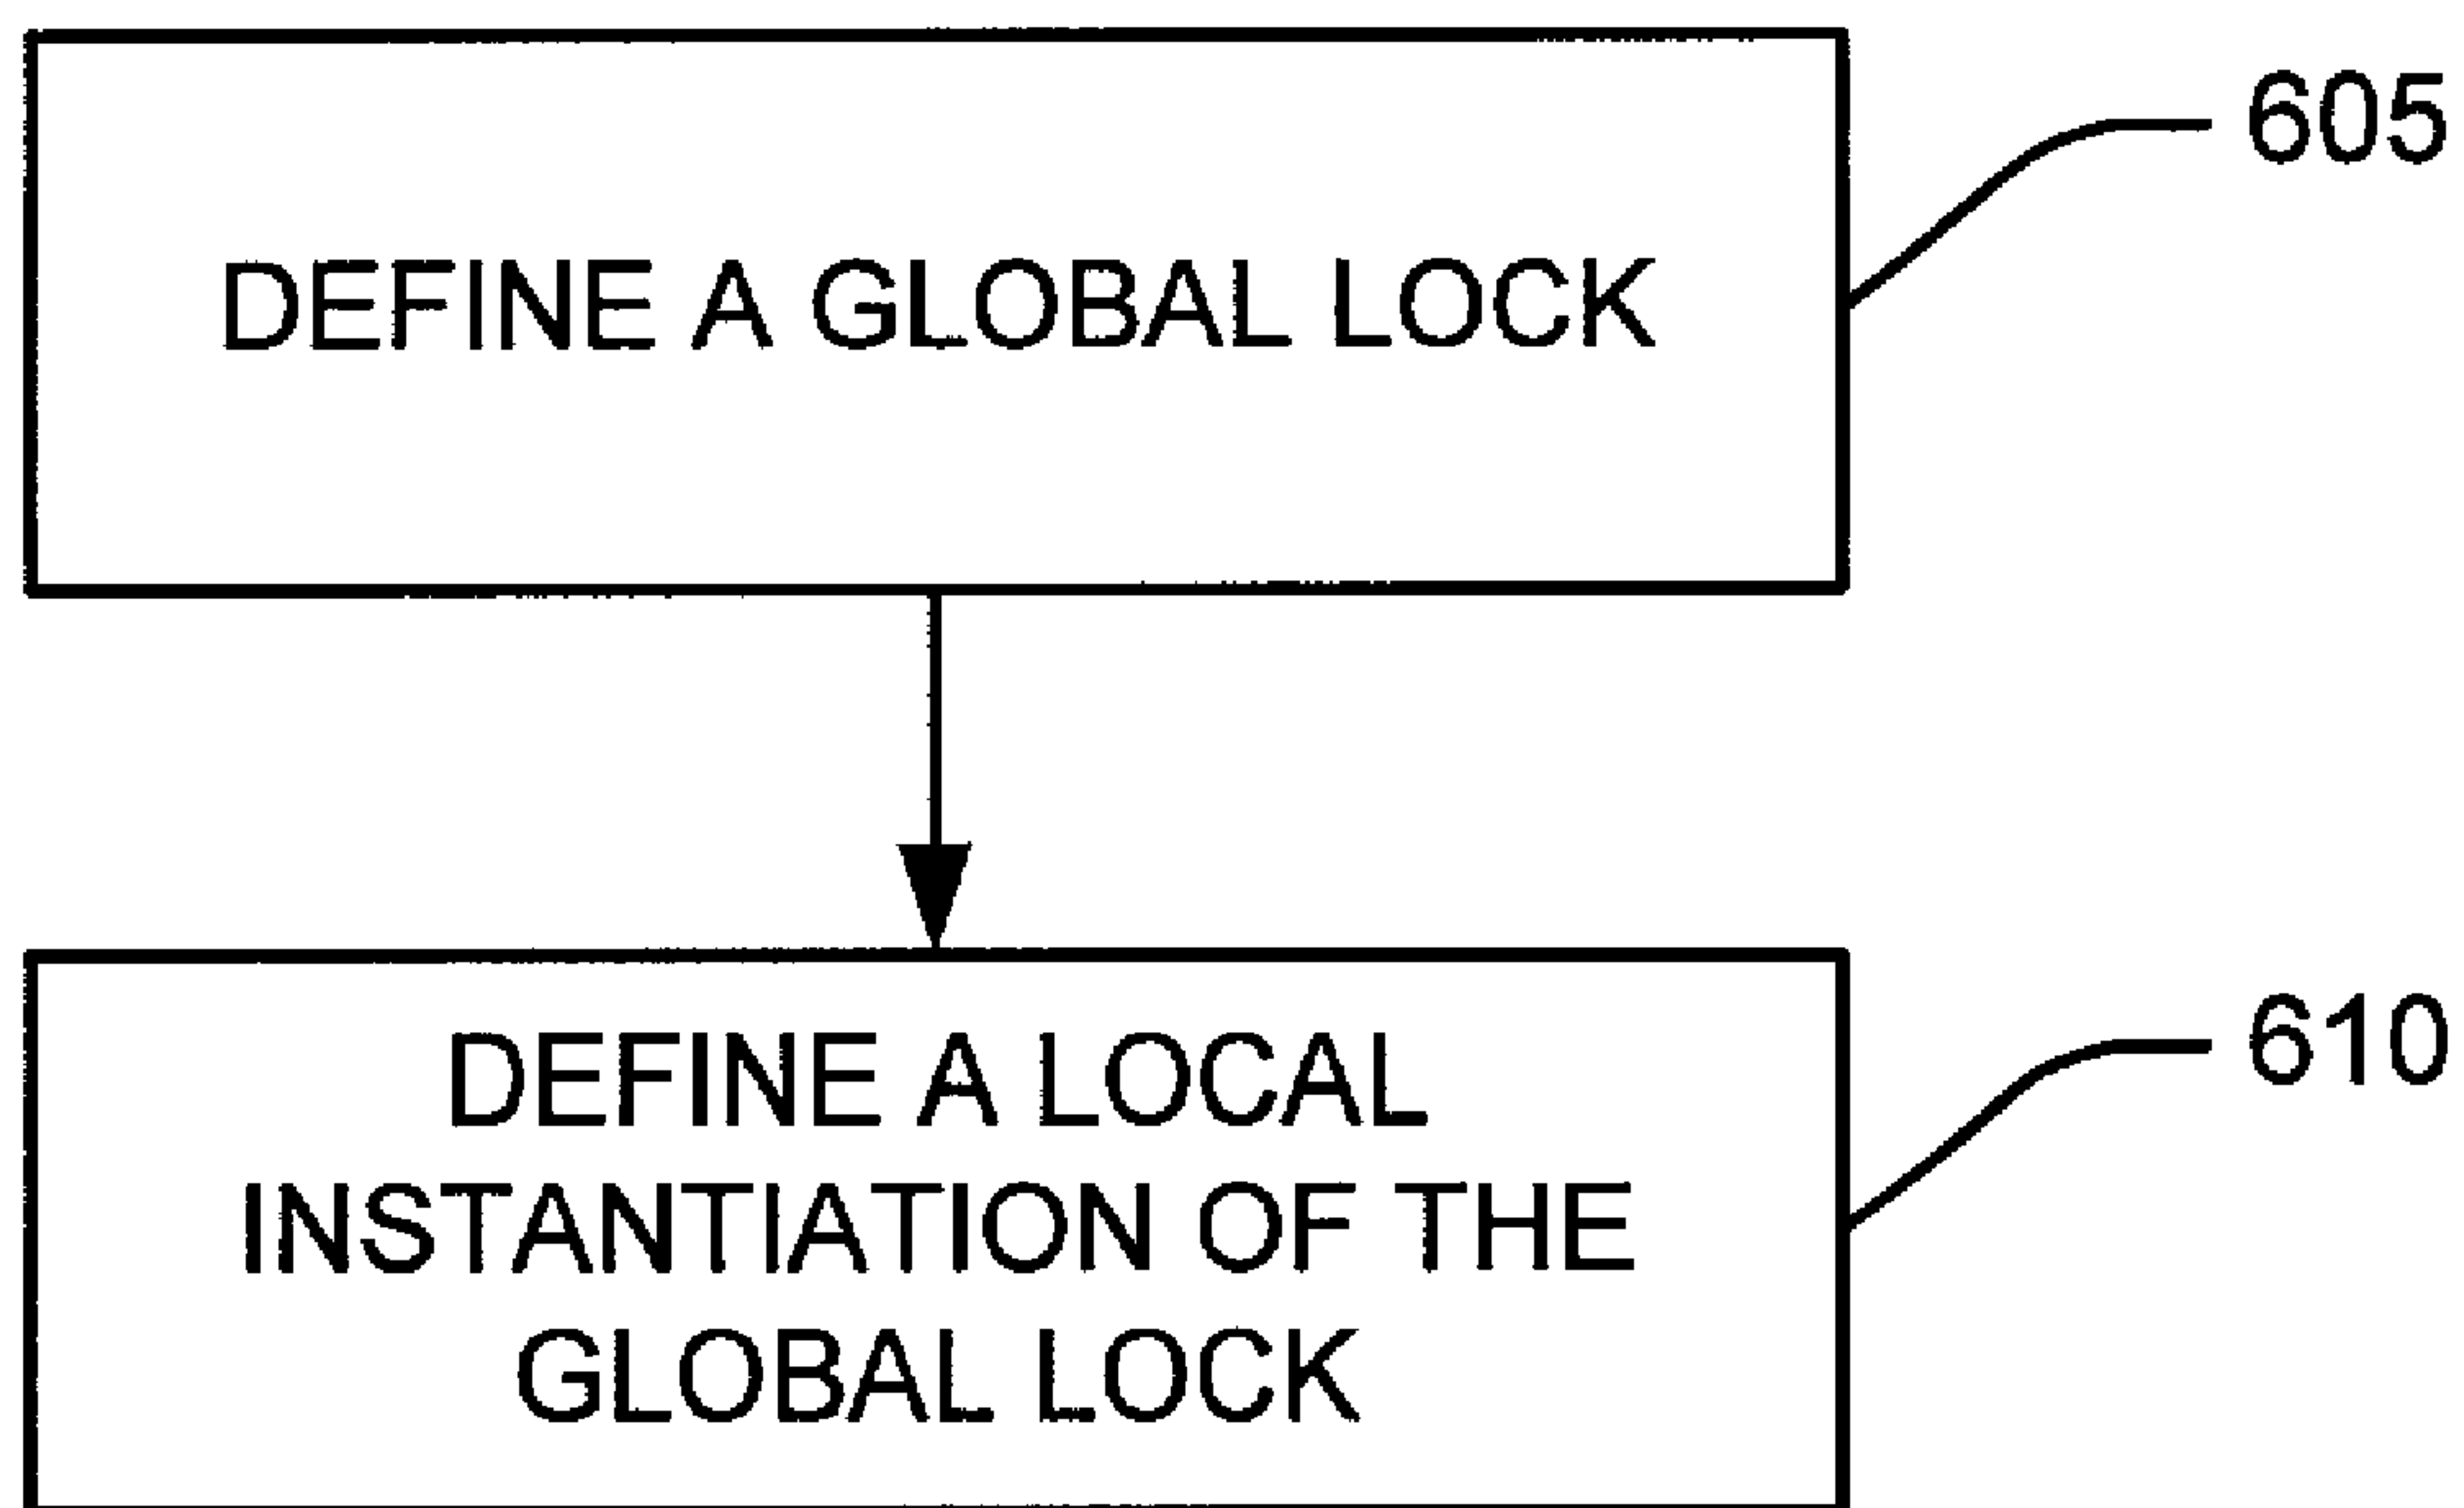 605
DEFINE A GLOBAL LOCK
610
DEFINE A LOCAL
INSTANTIATION OF THE
GLOBAL LOCK